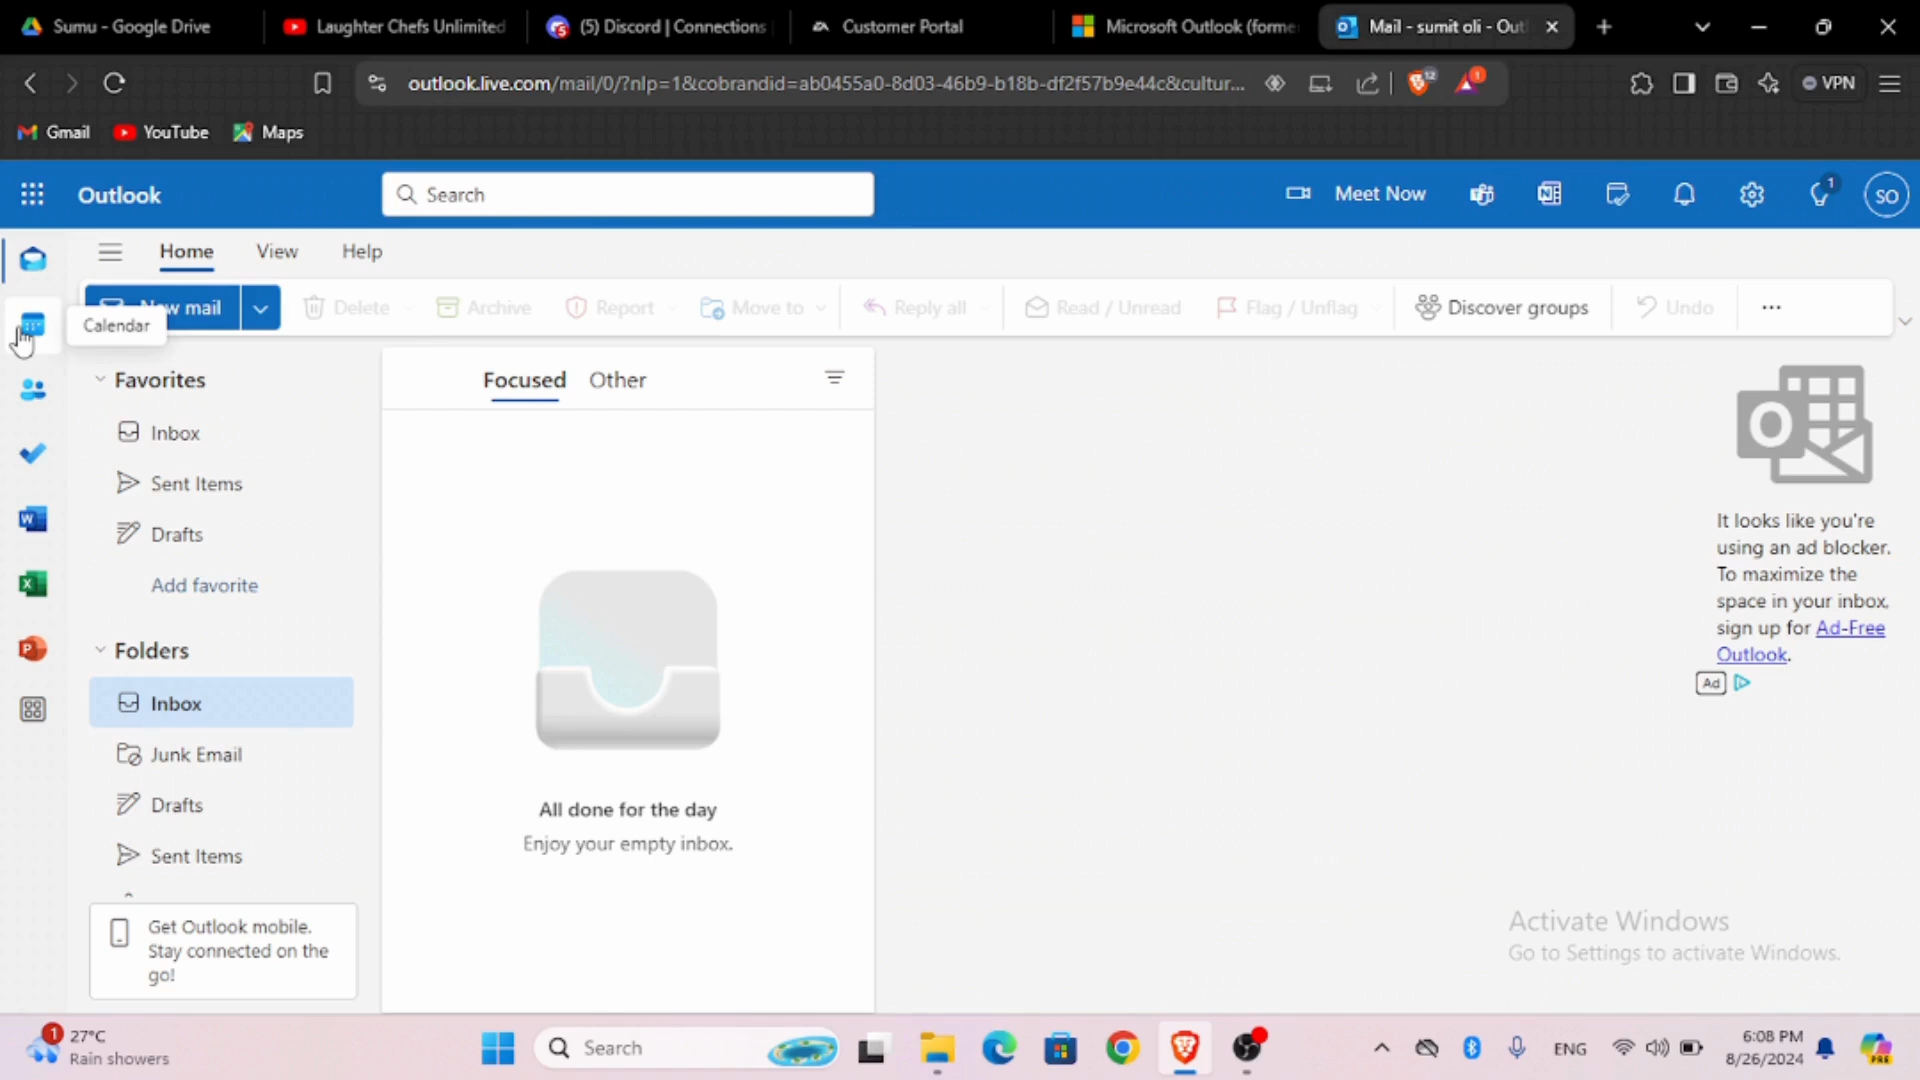 Sumu - Google Drive
Laughter Chefs Unlimited
(5) Discord | Connections
Customer Portal
Microsoft Outlook (forme
Mail - sumit oli - Outl
outlook.live.com/mail/0/?nlp=1&cobrandid=ab0455a0-8d03-46b9-b18b-df2f57b9e44c&cultur...
12
1
VPN
Gmail
YouTube
Maps
Outlook
Search
Meet Now
1
SO
Home
View
Help
New mail
Delete
Archive
Report
Move to
Reply all
Read / Unread
Flag / Unflag
Discover groups
Undo
Calendar
Favorites
Inbox
Sent Items
Drafts
Add favorite
Folders
Inbox
Junk Email
Drafts
Sent Items
Get Outlook mobile.
Stay connected on the
go!
Focused
Other
All done for the day
Enjoy your empty inbox.
It looks like you're
using an ad blocker.
To maximize the
space in your inbox,
sign up for Ad-Free
Outlook.
Ad
Activate Windows
Go to Settings to activate Windows.
1
27°C
Rain showers
Search
ENG
6:08 PM
8/26/2024
PRE